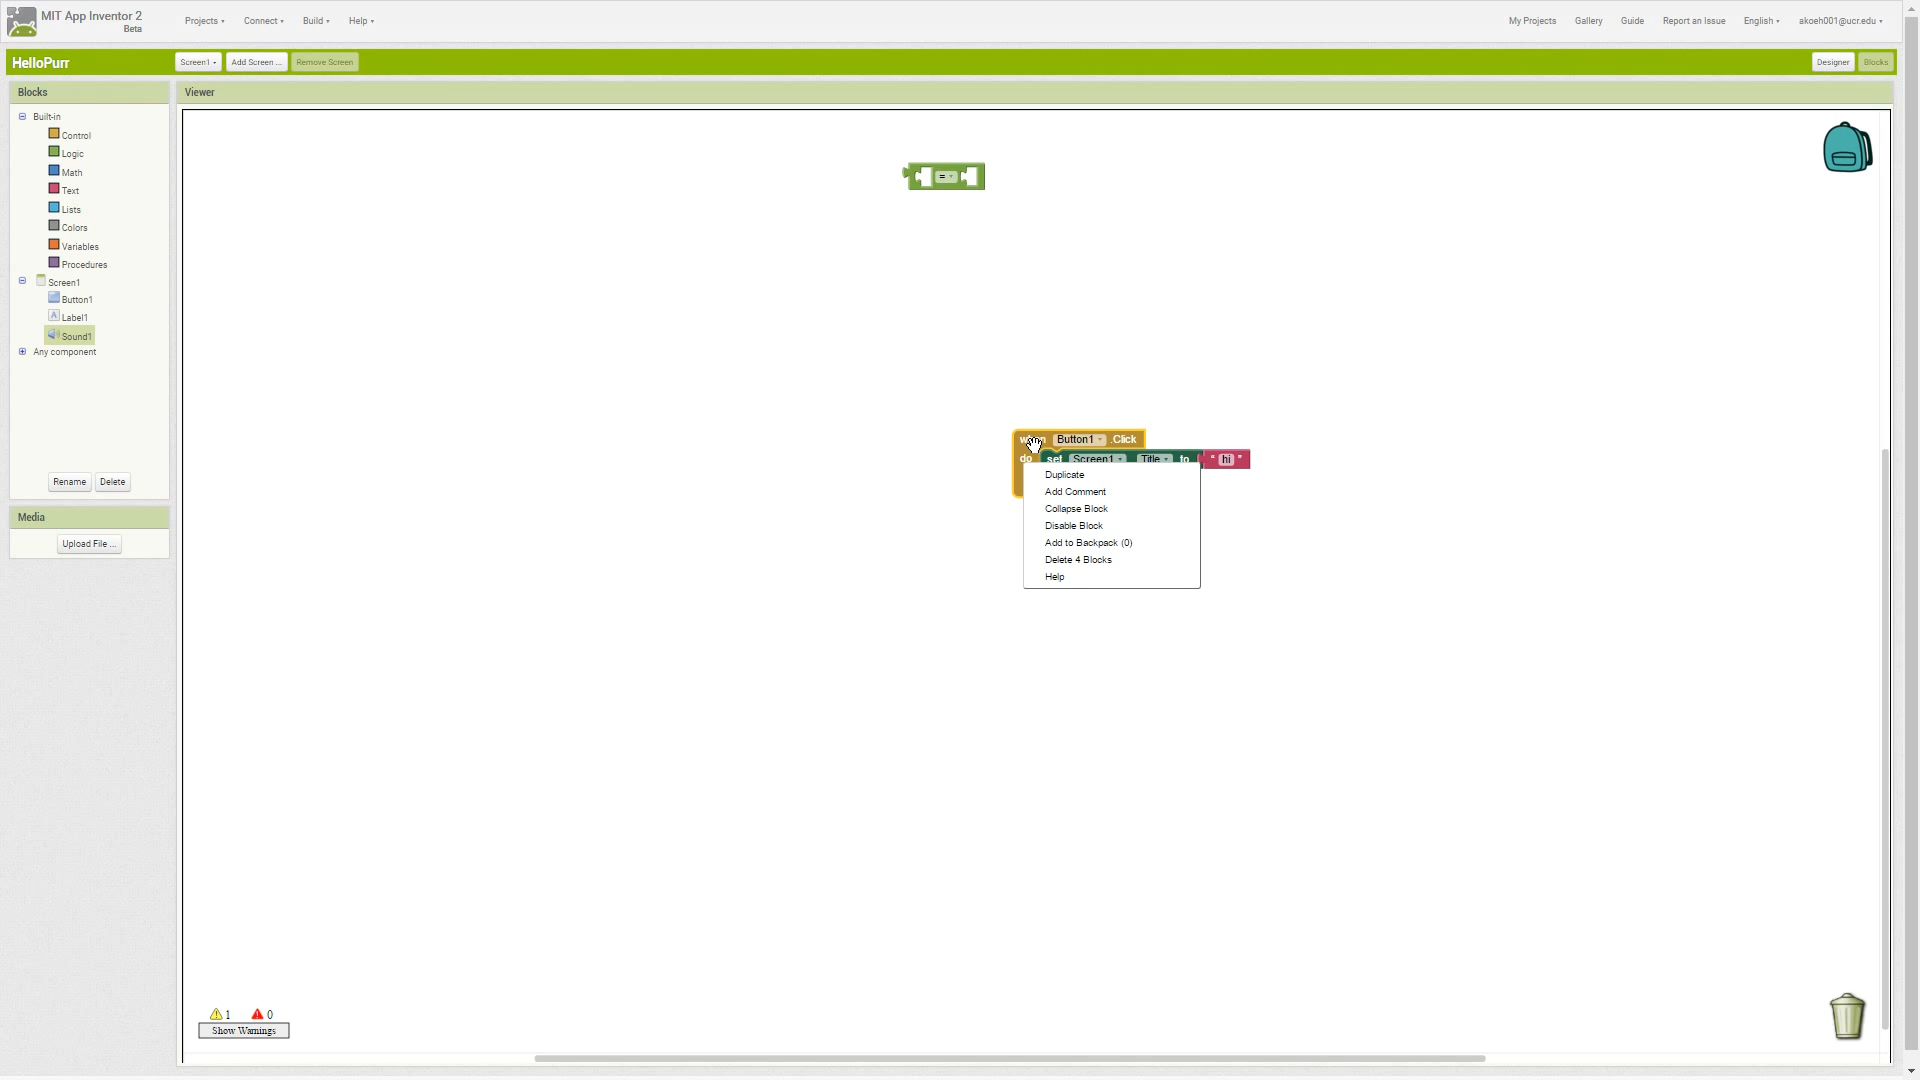 MIT App Inventor 2
Beta
Projects Connect Build Help
My Projects Gallery Guide Report an Issue English akoeh001@ucr.edu
HelloPurr
Screen1 Add Screen ... Remove Screen
Designer Blocks
Blocks
Viewer
Built-in
Control
Logic
Math
Text
Lists
Colors
Variables
Procedures
Screen1
Button1
Label1
Sound1
Any component
Rename Delete
Media
Upload File ...
=
when Button1 .Click
do set Screen1 . Title to " hi "
Duplicate
Add Comment
Collapse Block
Disable Block
Add to Backpack (0)
Delete 4 Blocks
Help
1 0
Show Warnings